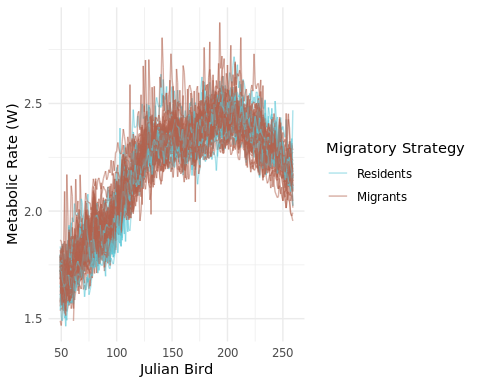 Metabolic Rate (W)
2.5
2.0
1.5
50 100 150 200 250
Julian Bird
Migratory Strategy
Residents
Migrants